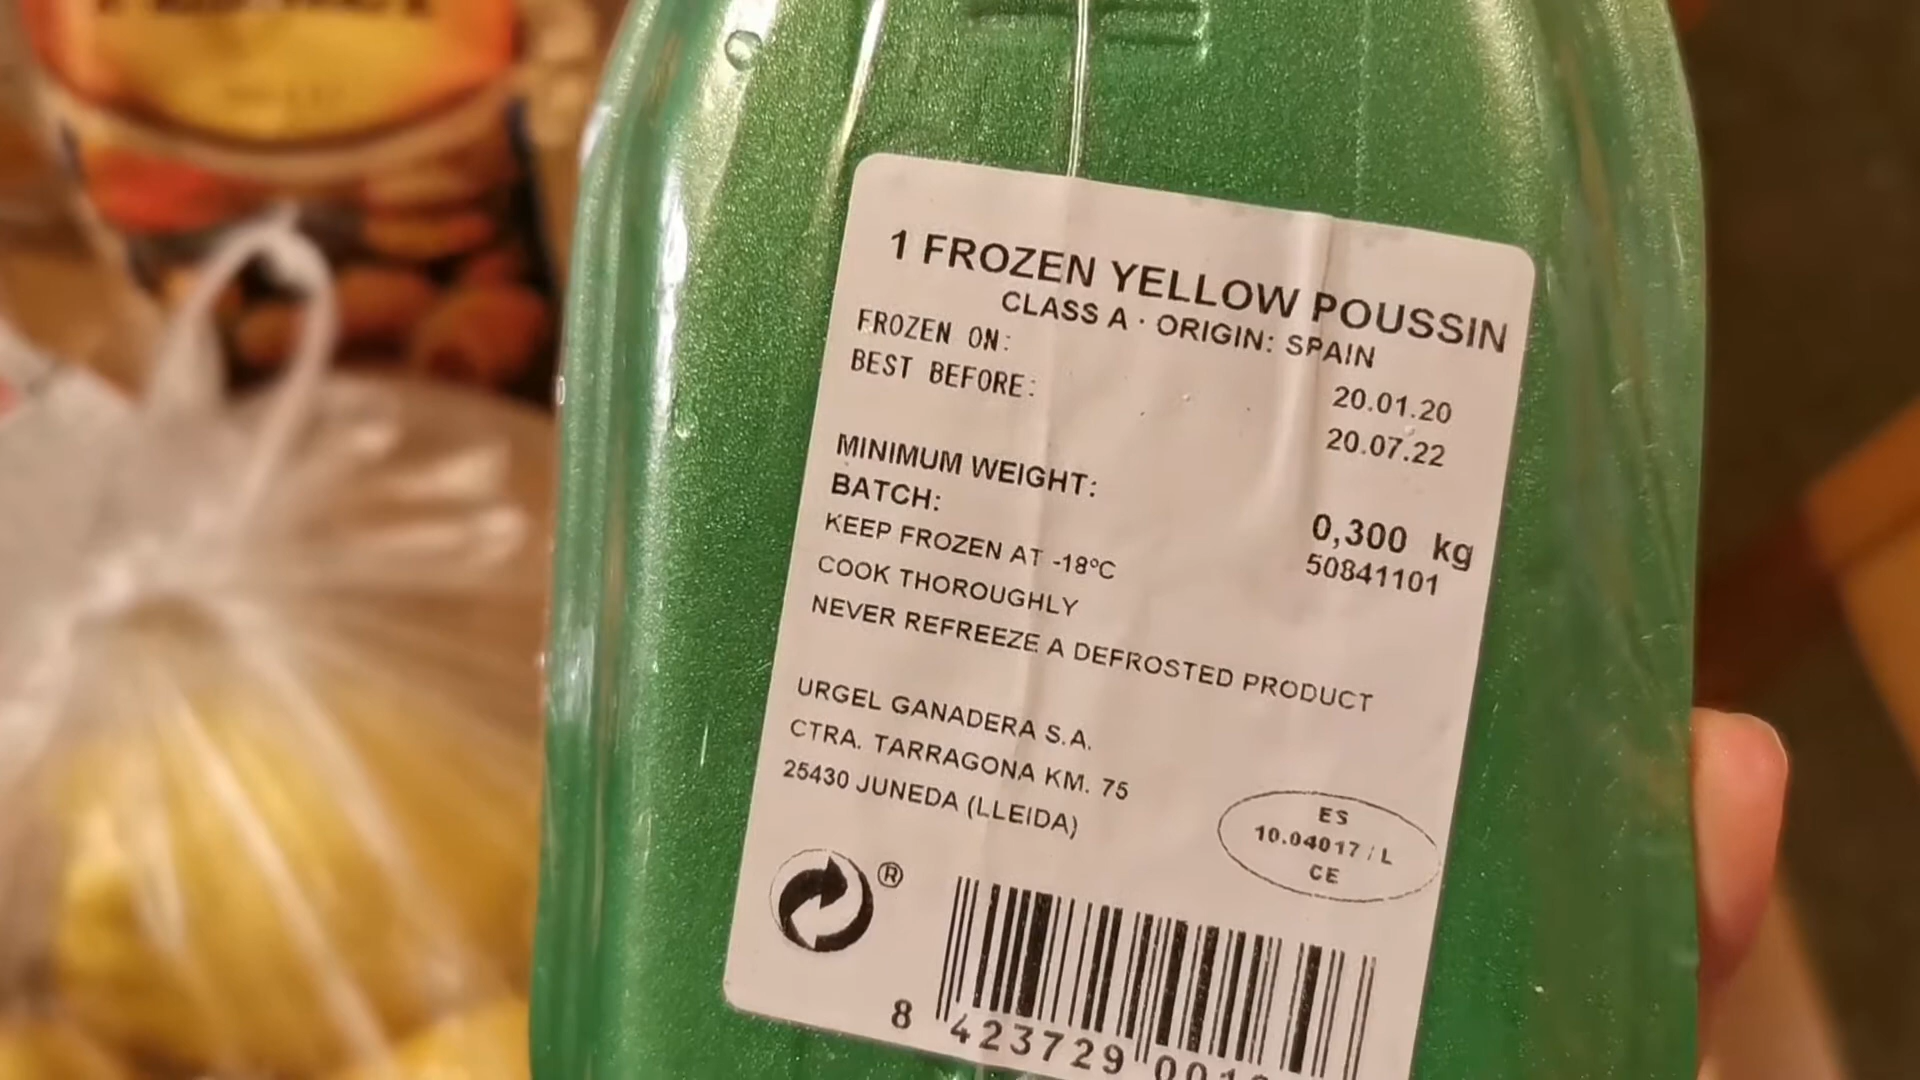 1 FROZEN YELLOW POUSSIN
CLASS A · ORIGIN: SPAIN
FROZEN ON: 20.01.20
BEST BEFORE: 20.07.22
MINIMUM WEIGHT: 0,300 kg
BATCH: 50841101
KEEP FROZEN AT -18ºC
COOK THOROUGHLY
NEVER REFREEZE A DEFROSTED PRODUCT
URGEL GANADERA S.A.
CTRA. TARRAGONA KM. 75
25430 JUNEDA (LLEIDA)
ES
10.04017 / L
CE
®
8 423729